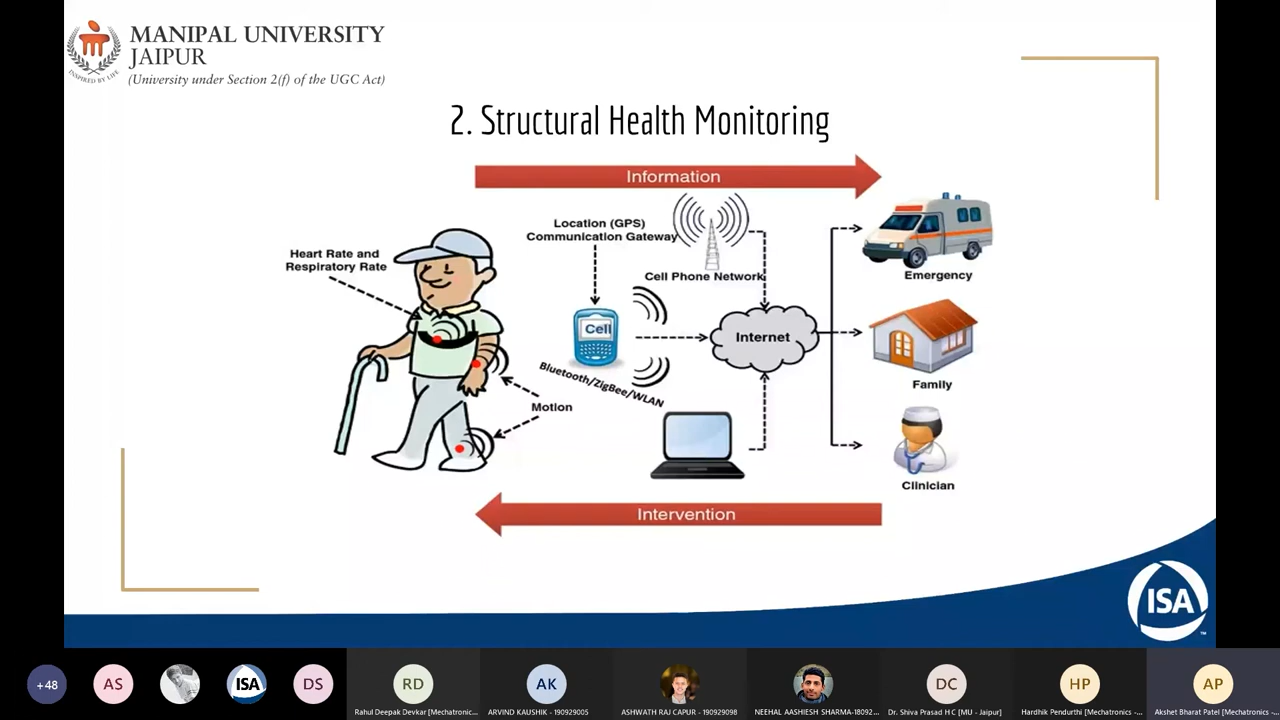 MANIPAL UNIVERSITY
JAIPUR
(University under Section 2(f) of the UGC Act)
INSPIRED BY LIFE
2. Structural Health Monitoring
Information
Location (GPS)
Communication Gateway
Heart Rate and
Respiratory Rate
Cell Phone Network
Emergency
Cell
Internet
Bluetooth/ZigBee/WLAN
Family
Motion
Clinician
Intervention
ISA
TM
+48
AS
ISA
DS
RD
AK
DC
HP
AP
Rahul Deepak Devkar [Mechatronic...
ARVIND KAUSHIK - 190929005
ASHWATH RAJ CAPUR - 190929098
NEEHAL AASHIESH SHARMA-18092...
Dr. Shiva Prasad H C [MU - Jaipur]
Hardhik Pendurthi [Mechatronics -...
Akshet Bharat Patel [Mechatronics -...